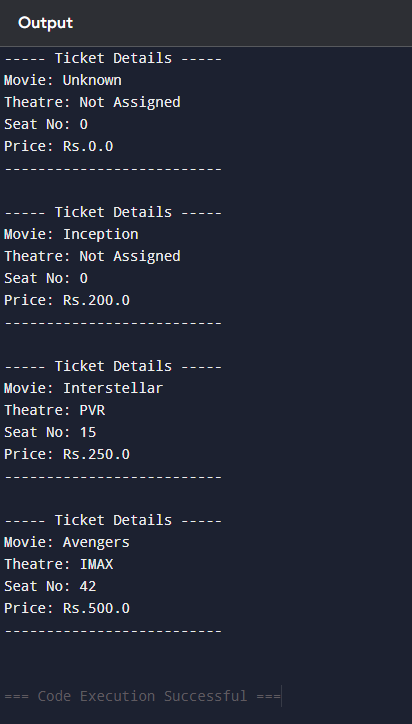 Output
----- Ticket Details -----
Movie: Unknown
Theatre: Not Assigned
Seat No: 0
Price: Rs.0.0
--------------------------
----- Ticket Details -----
Movie: Inception
Theatre: Not Assigned
Seat No: 0
Price: Rs.200.0
--------------------------
----- Ticket Details -----
Movie: Interstellar
Theatre: PVR
Seat No: 15
Price: Rs.250.0
--------------------------
----- Ticket Details -----
Movie: Avengers
Theatre: IMAX
Seat No: 42
Price: Rs.500.0
--------------------------
=== Code Execution Successful ===